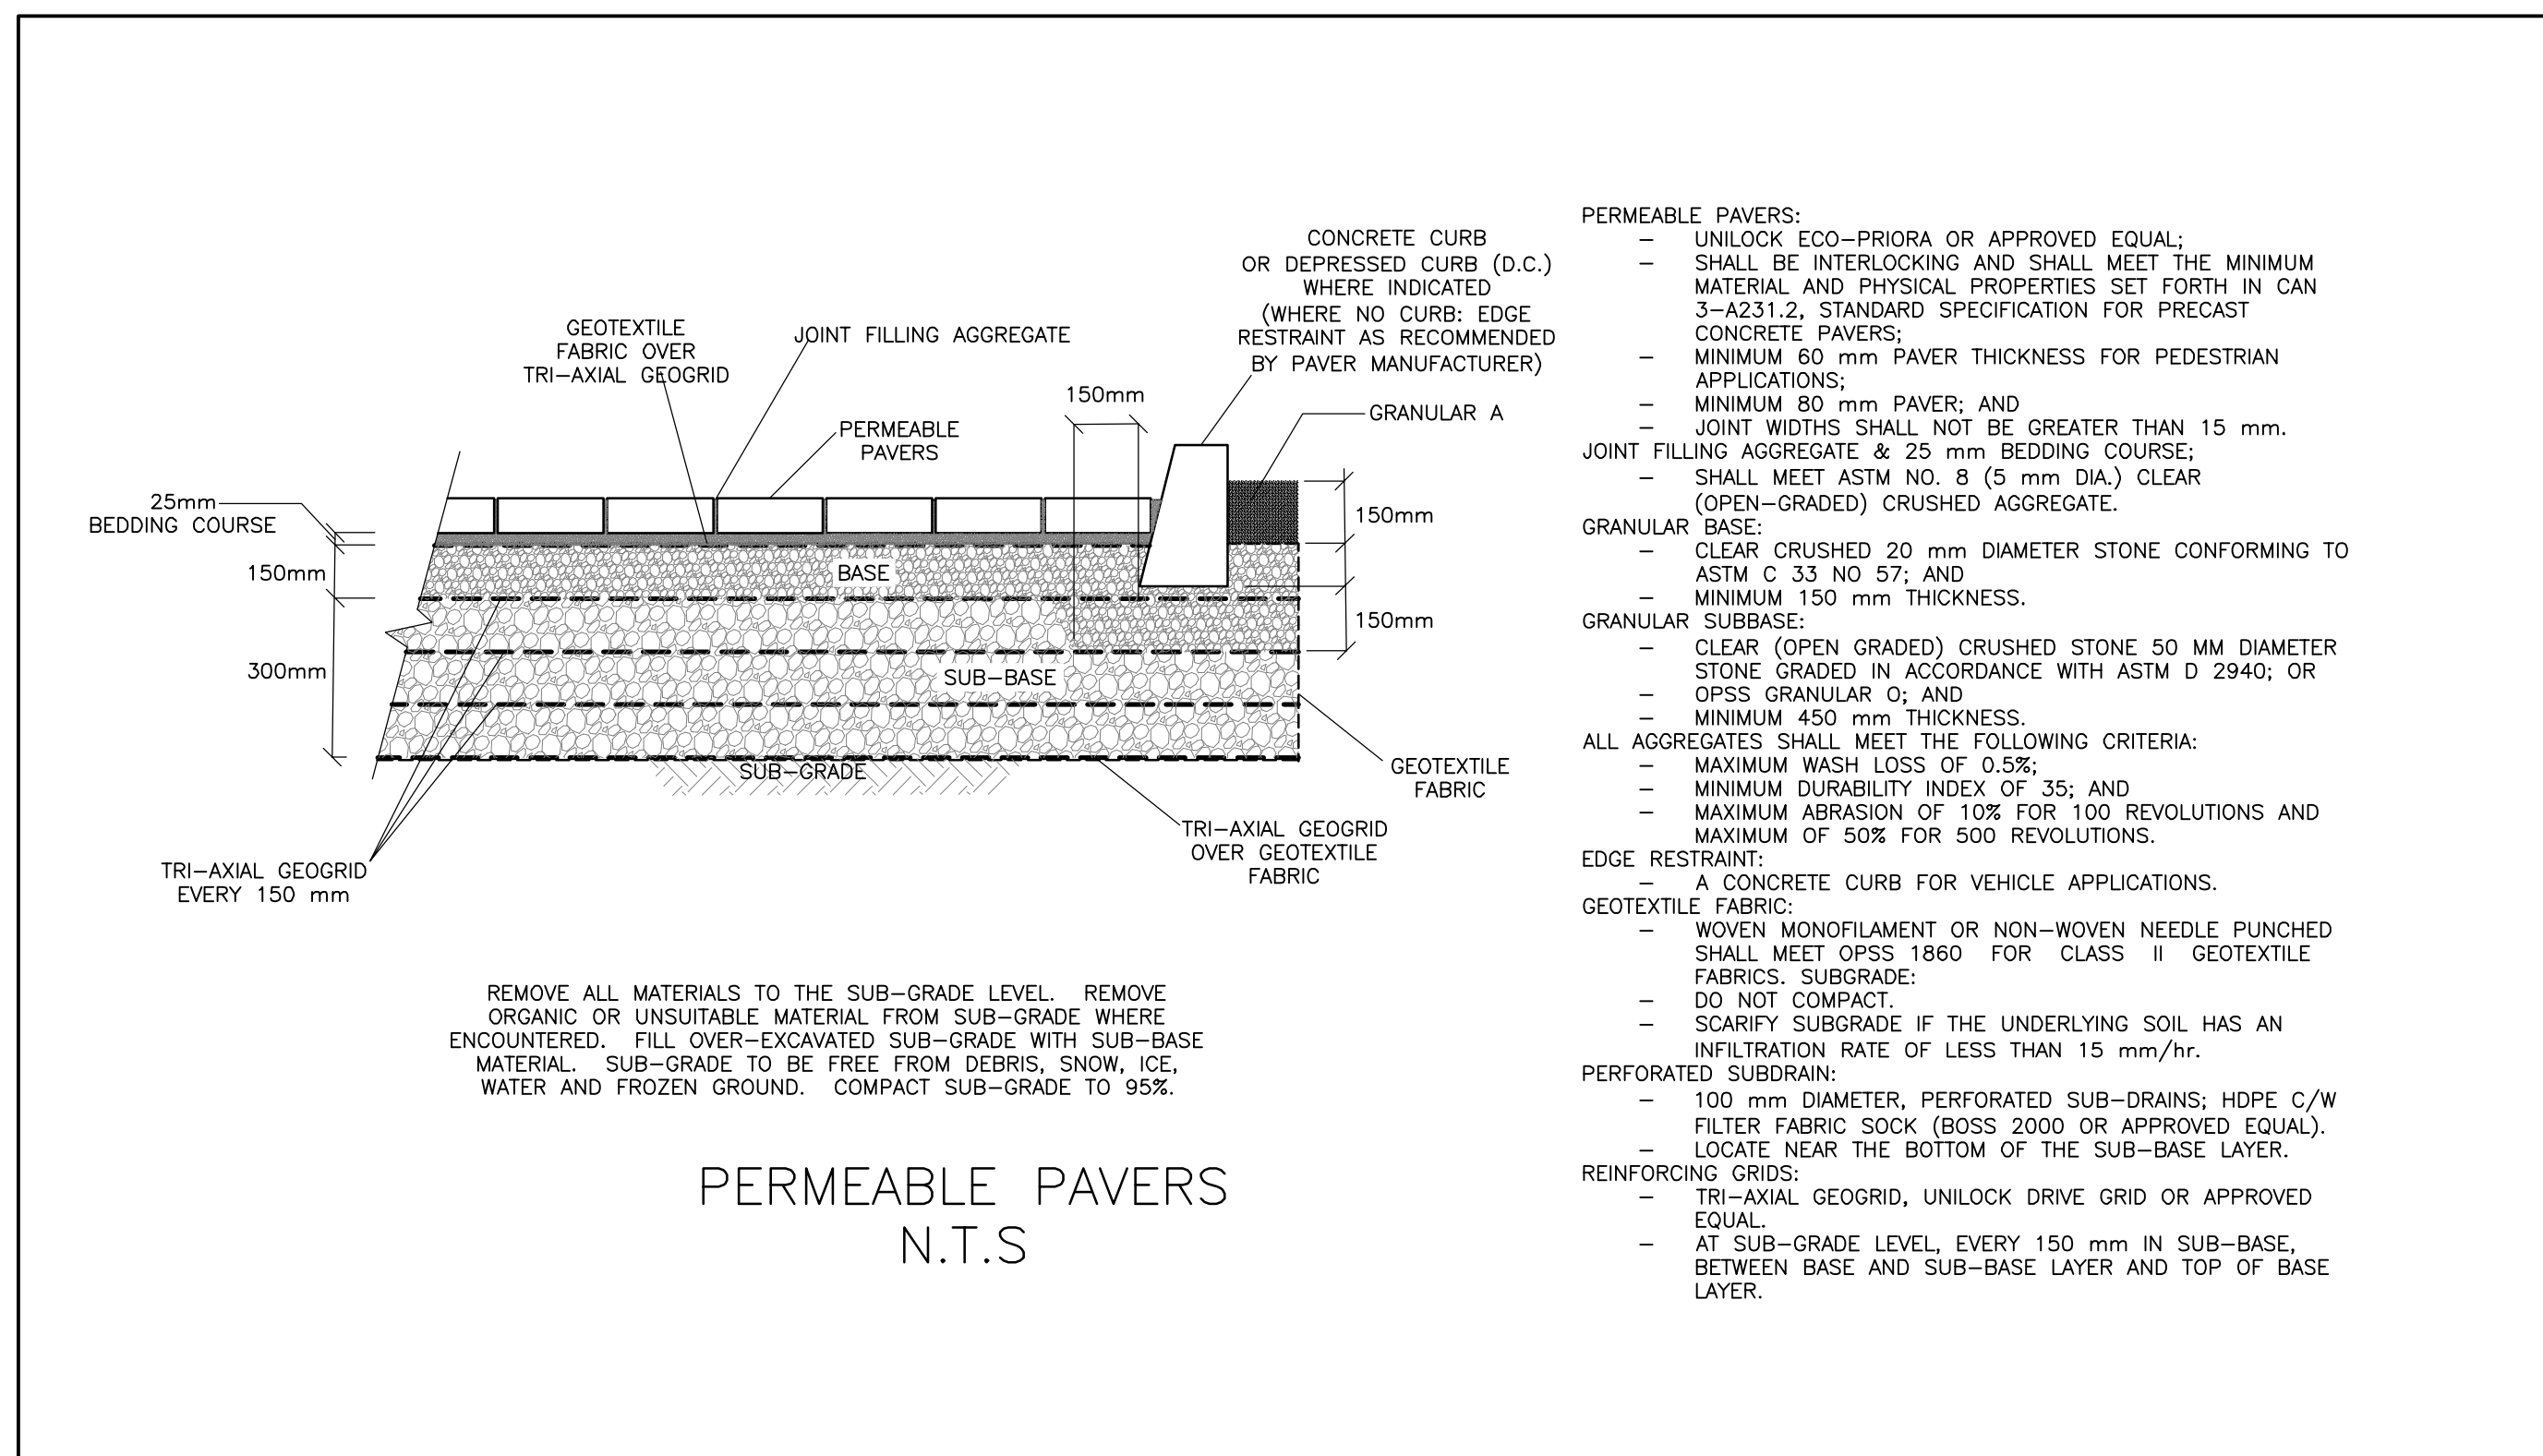 CONCRETE CURB
OR DEPRESSED CURB (D.C.)
WHERE INDICATED
(WHERE NO CURB: EDGE
RESTRAINT AS RECOMMENDED
BY PAVER MANUFACTURER)
GEOTEXTILE
FABRIC OVER
TRI-AXIAL GEOGRID
JOINT FILLING AGGREGATE
150mm
GRANULAR A
PERMEABLE
PAVERS
25mm
BEDDING COURSE
150mm
150mm
BASE
150mm
300mm
SUB-BASE
SUB-GRADE
GEOTEXTILE
FABRIC
TRI-AXIAL GEOGRID
OVER GEOTEXTILE
FABRIC
TRI-AXIAL GEOGRID
EVERY 150 mm
REMOVE ALL MATERIALS TO THE SUB-GRADE LEVEL. REMOVE
ORGANIC OR UNSUITABLE MATERIAL FROM SUB-GRADE WHERE
ENCOUNTERED. FILL OVER-EXCAVATED SUB-GRADE WITH SUB-BASE
MATERIAL. SUB-GRADE TO BE FREE FROM DEBRIS, SNOW, ICE,
WATER AND FROZEN GROUND. COMPACT SUB-GRADE TO 95%.
PERMEABLE PAVERS
N.T.S
PERMEABLE PAVERS:
- UNILOCK ECO-PRIORA OR APPROVED EQUAL;
- SHALL BE INTERLOCKING AND SHALL MEET THE MINIMUM
MATERIAL AND PHYSICAL PROPERTIES SET FORTH IN CAN
3-A231.2, STANDARD SPECIFICATION FOR PRECAST
CONCRETE PAVERS;
- MINIMUM 60 mm PAVER THICKNESS FOR PEDESTRIAN
APPLICATIONS;
- MINIMUM 80 mm PAVER; AND
- JOINT WIDTHS SHALL NOT BE GREATER THAN 15 mm.
JOINT FILLING AGGREGATE & 25 mm BEDDING COURSE;
- SHALL MEET ASTM NO. 8 (5 mm DIA.) CLEAR
(OPEN-GRADED) CRUSHED AGGREGATE.
GRANULAR BASE:
- CLEAR CRUSHED 20 mm DIAMETER STONE CONFORMING TO
ASTM C 33 NO 57; AND
- MINIMUM 150 mm THICKNESS.
GRANULAR SUBBASE:
- CLEAR (OPEN GRADED) CRUSHED STONE 50 MM DIAMETER
STONE GRADED IN ACCORDANCE WITH ASTM D 2940; OR
- OPSS GRANULAR O; AND
- MINIMUM 450 mm THICKNESS.
ALL AGGREGATES SHALL MEET THE FOLLOWING CRITERIA:
- MAXIMUM WASH LOSS OF 0.5%;
- MINIMUM DURABILITY INDEX OF 35; AND
- MAXIMUM ABRASION OF 10% FOR 100 REVOLUTIONS AND
MAXIMUM OF 50% FOR 500 REVOLUTIONS.
EDGE RESTRAINT:
- A CONCRETE CURB FOR VEHICLE APPLICATIONS.
GEOTEXTILE FABRIC:
- WOVEN MONOFILAMENT OR NON-WOVEN NEEDLE PUNCHED
SHALL MEET OPSS 1860 FOR CLASS II GEOTEXTILE
FABRICS. SUBGRADE:
- DO NOT COMPACT.
- SCARIFY SUBGRADE IF THE UNDERLYING SOIL HAS AN
INFILTRATION RATE OF LESS THAN 15 mm/hr.
PERFORATED SUBDRAIN:
- 100 mm DIAMETER, PERFORATED SUB-DRAINS; HDPE C/W
FILTER FABRIC SOCK (BOSS 2000 OR APPROVED EQUAL).
- LOCATE NEAR THE BOTTOM OF THE SUB-BASE LAYER.
REINFORCING GRIDS:
- TRI-AXIAL GEOGRID, UNILOCK DRIVE GRID OR APPROVED
EQUAL.
- AT SUB-GRADE LEVEL, EVERY 150 mm IN SUB-BASE,
BETWEEN BASE AND SUB-BASE LAYER AND TOP OF BASE
LAYER.